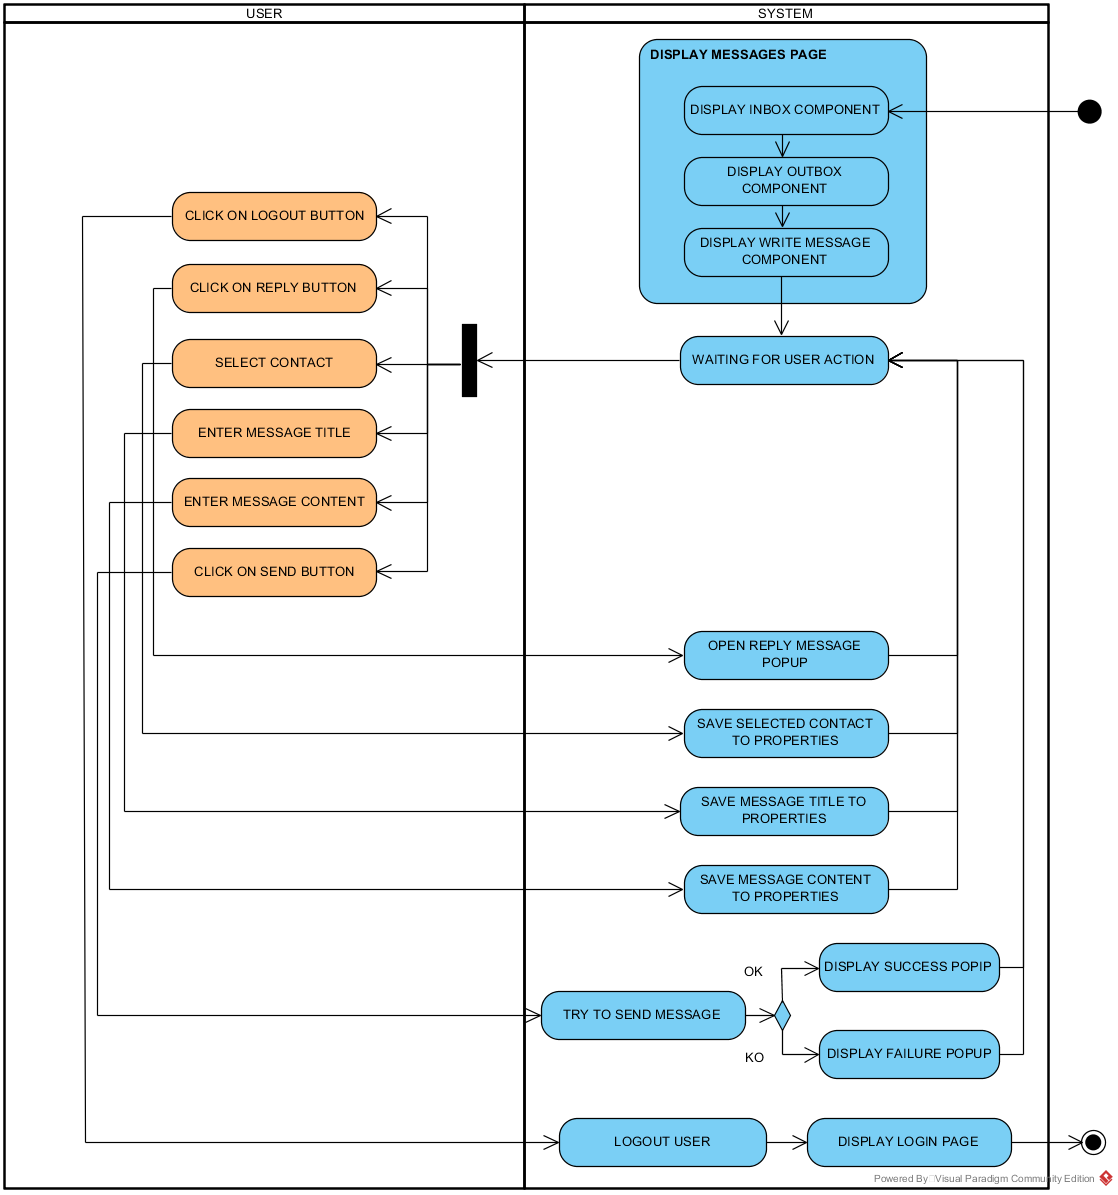 USER
SYSTEM
DISPLAY MESSAGES PAGE
DISPLAY INBOX COMPONENT
DISPLAY OUTBOX
COMPONENT
DISPLAY WRITE MESSAGE
COMPONENT
CLICK ON LOGOUT BUTTON
CLICK ON REPLY BUTTON
SELECT CONTACT
WAITING FOR USER ACTION
ENTER MESSAGE TITLE
ENTER MESSAGE CONTENT
CLICK ON SEND BUTTON
OPEN REPLY MESSAGE
POPUP
SAVE SELECTED CONTACT
TO PROPERTIES
SAVE MESSAGE TITLE TO
PROPERTIES
SAVE MESSAGE CONTENT
TO PROPERTIES
OK
DISPLAY SUCCESS POPIP
TRY TO SEND MESSAGE
KO
DISPLAY FAILURE POPUP
LOGOUT USER
DISPLAY LOGIN PAGE
Powered By Visual Paradigm Community Edition